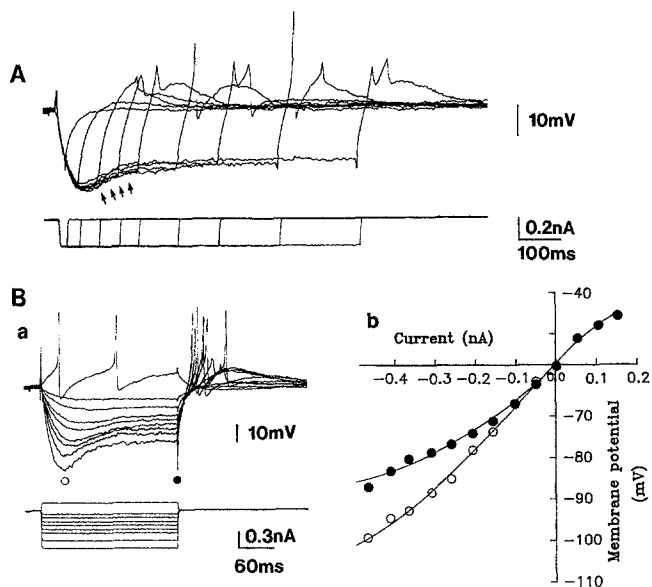 A
10mV
0.2nA
100ms
B
a
10mV
0.3nA
60ms
b
Current (nA)
-0.4
-0.3
-0.2
-0.1
0
0.1
0.2
-40
-70
-80
-90
-100
-110
Membrane potential
(mV)